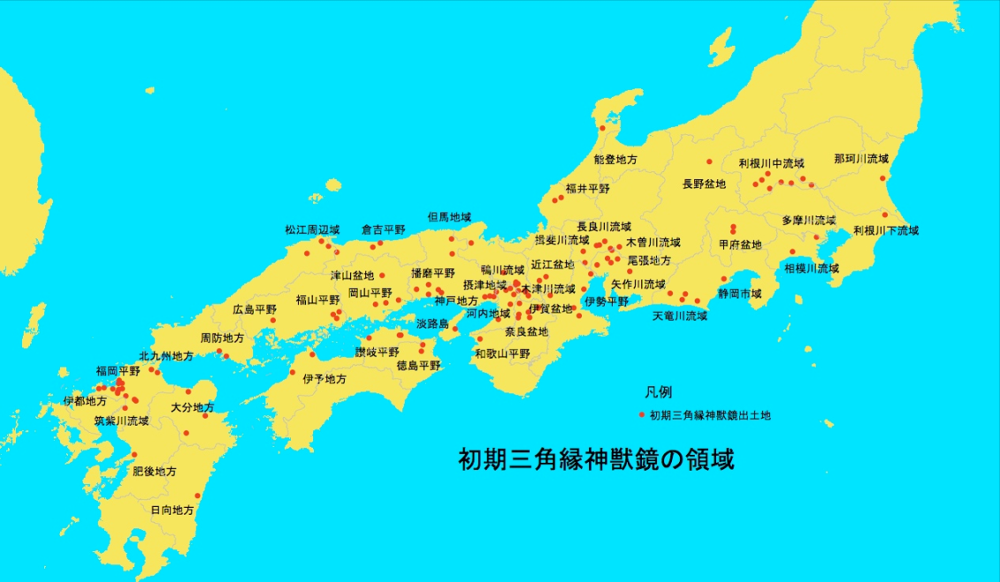 利根川中流域
那珂川流域
能登地方
長野盆地
福井平野
多摩川流域
但馬地域
長良川流域
松江周辺域
倉吉平野
揖斐川流域
木曽川流域
甲府盆地
利根川下流域
近江盆地
尾張地方
鴨川流域
播磨平野
津山盆地
相模川流域
摂津地域
木津川流域
矢作川流域
岡山平野
福山平野
神戸地方
伊勢平野
静岡市域
広島平野
河内地域
伊賀盆地
天竜川流域
淡路島
奈良盆地
周防地方
讃岐平野
和歌山平野
北九州地方
徳島平野
福岡平野
伊予地方
伊都地方
大分地方
筑紫川流域
肥後地方
日向地方
凡例
初期三角縁神獣鏡出土地
初期三角縁神獣鏡の領域